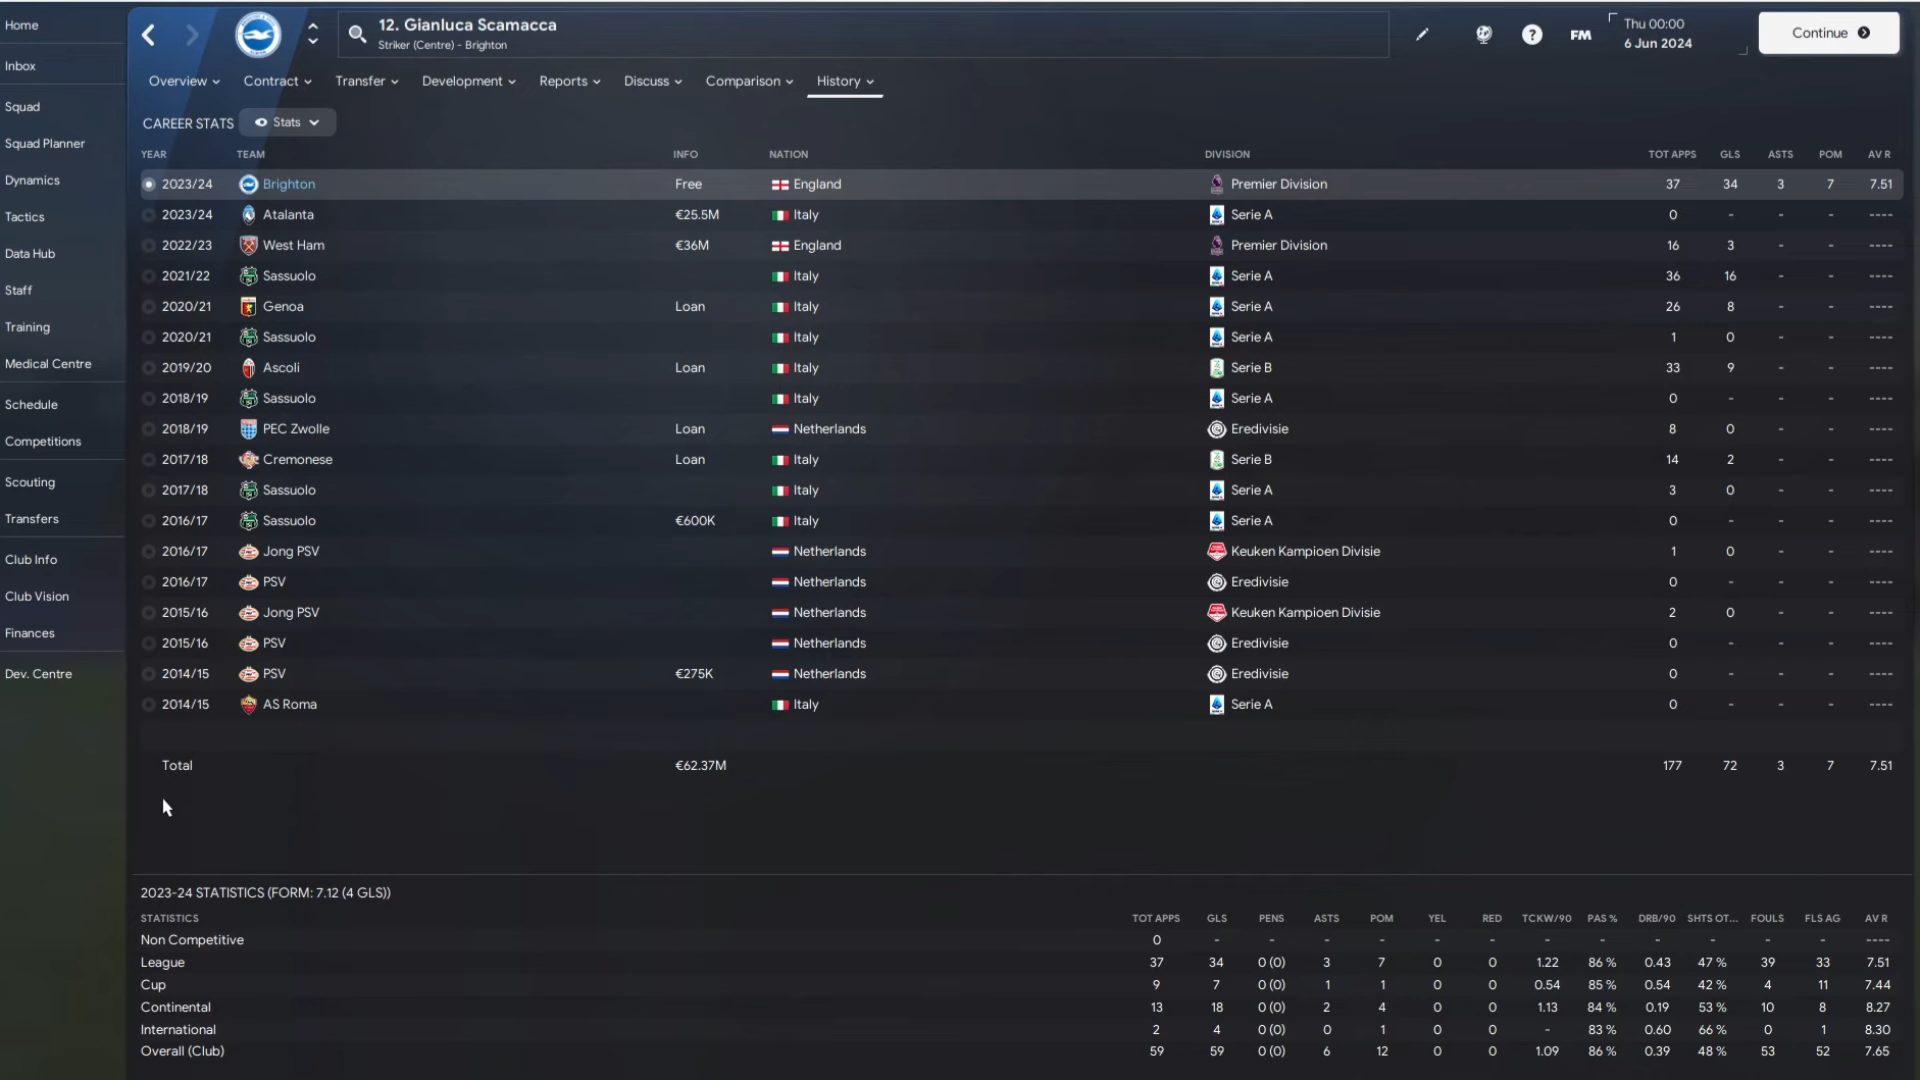 Home
Inbox
Squad
Squad Planner
Dynamics
Tactics
Data Hub
Staff
Training
Medical Centre
Schedule
Competitions
Scouting
Transfers
Club Info
Club Vision
Finances
Dev. Centre
12. Gianluca Scamacca
Striker (Centre) - Brighton
? FM
Thu 00:00
6 Jun 2024
Continue
Overview Contract Transfer Development Reports Discuss Comparison History
CAREER STATS Stats
YEAR TEAM INFO NATION DIVISION TOT APPS GLS ASTS POM AV R
2023/24 Brighton Free England Premier Division 37 34 3 7 7.51
2023/24 Atalanta €25.5M Italy Serie A 0 - - - ----
2022/23 West Ham €36M England Premier Division 16 3 - - ----
2021/22 Sassuolo Italy Serie A 36 16 - - ----
2020/21 Genoa Loan Italy Serie A 26 8 - - ----
2020/21 Sassuolo Italy Serie A 1 0 - - ----
2019/20 Ascoli Loan Italy Serie B 33 9 - - ----
2018/19 Sassuolo Italy Serie A 0 - - - ----
2018/19 PEC Zwolle Loan Netherlands Eredivisie 8 0 - - ----
2017/18 Cremonese Loan Italy Serie B 14 2 - - ----
2017/18 Sassuolo Italy Serie A 3 0 - - ----
2016/17 Sassuolo €600K Italy Serie A 0 - - - ----
2016/17 Jong PSV Netherlands Keuken Kampioen Divisie 1 0 - - ----
2016/17 PSV Netherlands Eredivisie 0 - - - ----
2015/16 Jong PSV Netherlands Keuken Kampioen Divisie 2 0 - - ----
2015/16 PSV Netherlands Eredivisie 0 - - - ----
2014/15 PSV €275K Netherlands Eredivisie 0 - - - ----
2014/15 AS Roma Italy Serie A 0 - - - ----
Total €62.37M 177 72 3 7 7.51
2023-24 STATISTICS (FORM: 7.12 (4 GLS))
STATISTICS TOT APPS GLS PENS ASTS POM YEL RED TCKW/90 PAS % DRB/90 SHTS OT... FOULS FLS AG AV R
Non Competitive 0 - - - - - - - - - - - - ----
League 37 34 0 (0) 3 7 0 0 1.22 86 % 0.43 47 % 39 33 7.51
Cup 9 7 0 (0) 1 1 0 0 0.54 85 % 0.54 42 % 4 11 7.44
Continental 13 18 0 (0) 2 4 0 0 1.13 84 % 0.19 53 % 10 8 8.27
International 2 4 0 (0) 0 1 0 0 - 83 % 0.60 66 % 0 1 8.30
Overall (Club) 59 59 0 (0) 6 12 0 0 1.09 86 % 0.39 48 % 53 52 7.65